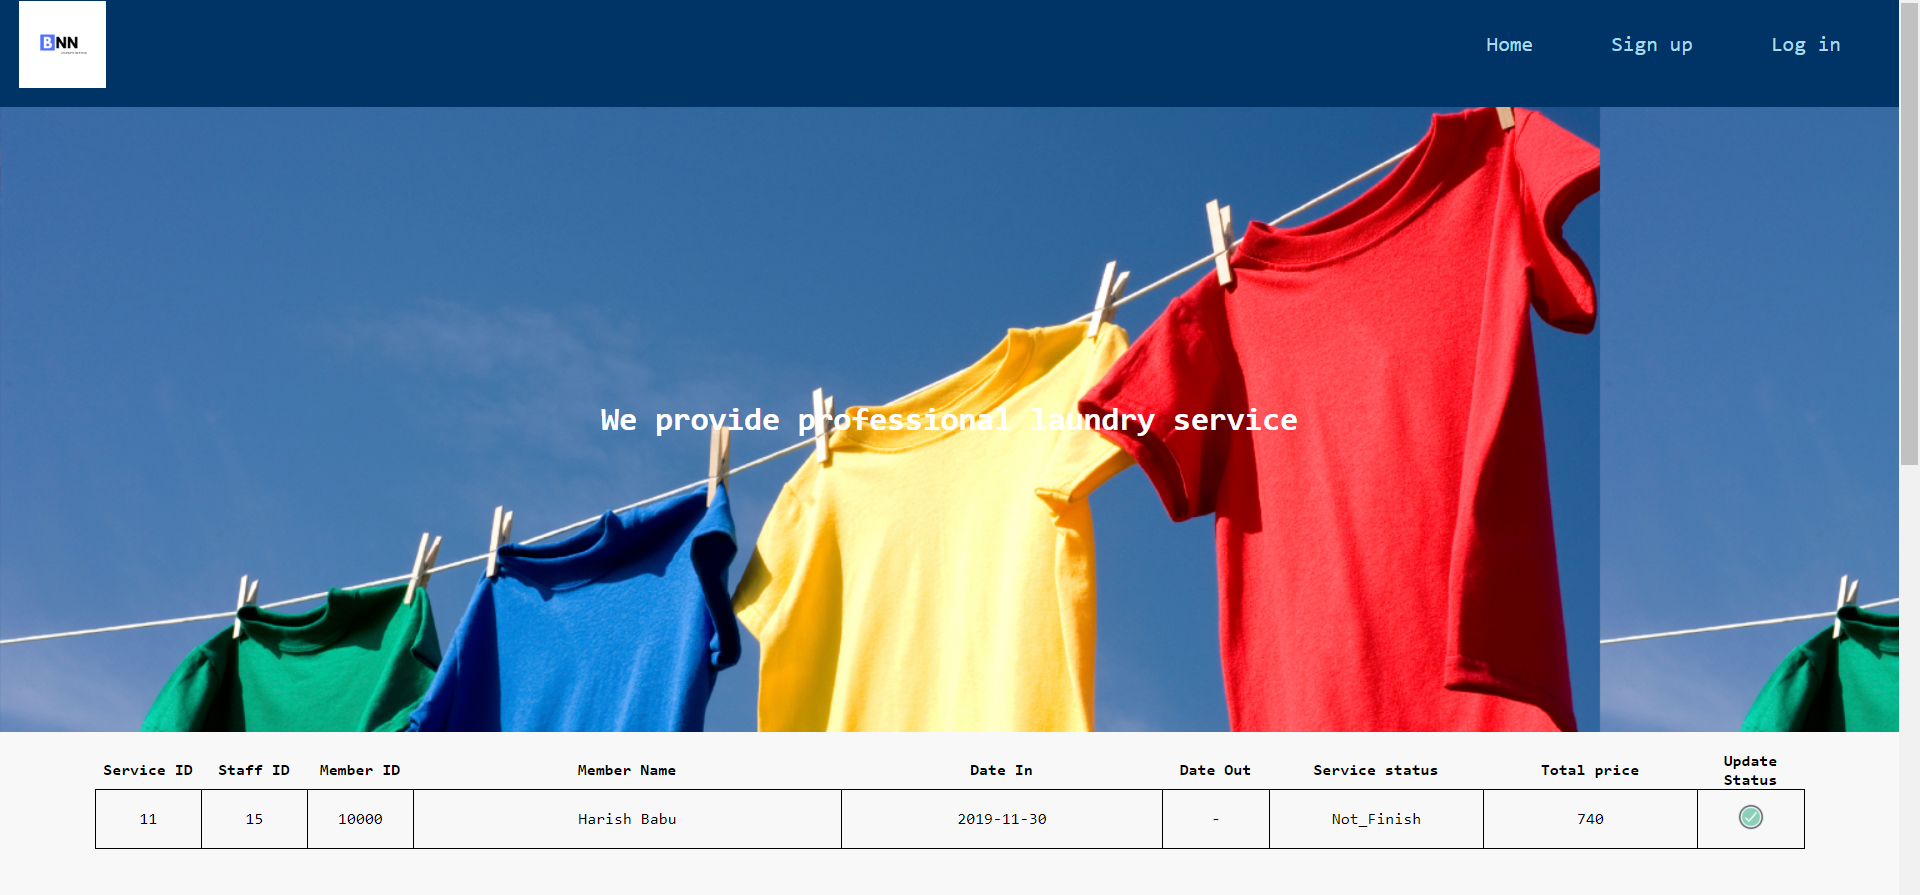 BNN
Home Sign up Log in
We provide professional laundry service
Service ID Staff ID Member ID Member Name Date In Date Out Service status Total price Update Status
11 15 10000 Harish Babu 2019-11-30 - Not_Finish 740